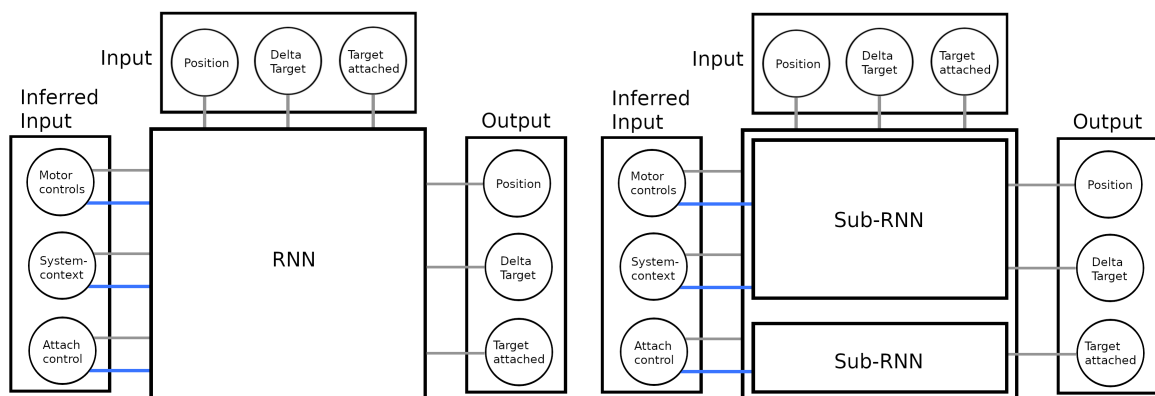 Input
Position
Delta
Target
Target
attached
Inferred
Input
Motor
controls
System-
context
Attach
control
RNN
Output
Position
Delta
Target
Target
attached
Input
Position
Delta
Target
Target
attached
Inferred
Input
Motor
controls
System-
context
Attach
control
Sub-RNN
Sub-RNN
Output
Position
Delta
Target
Target
attached